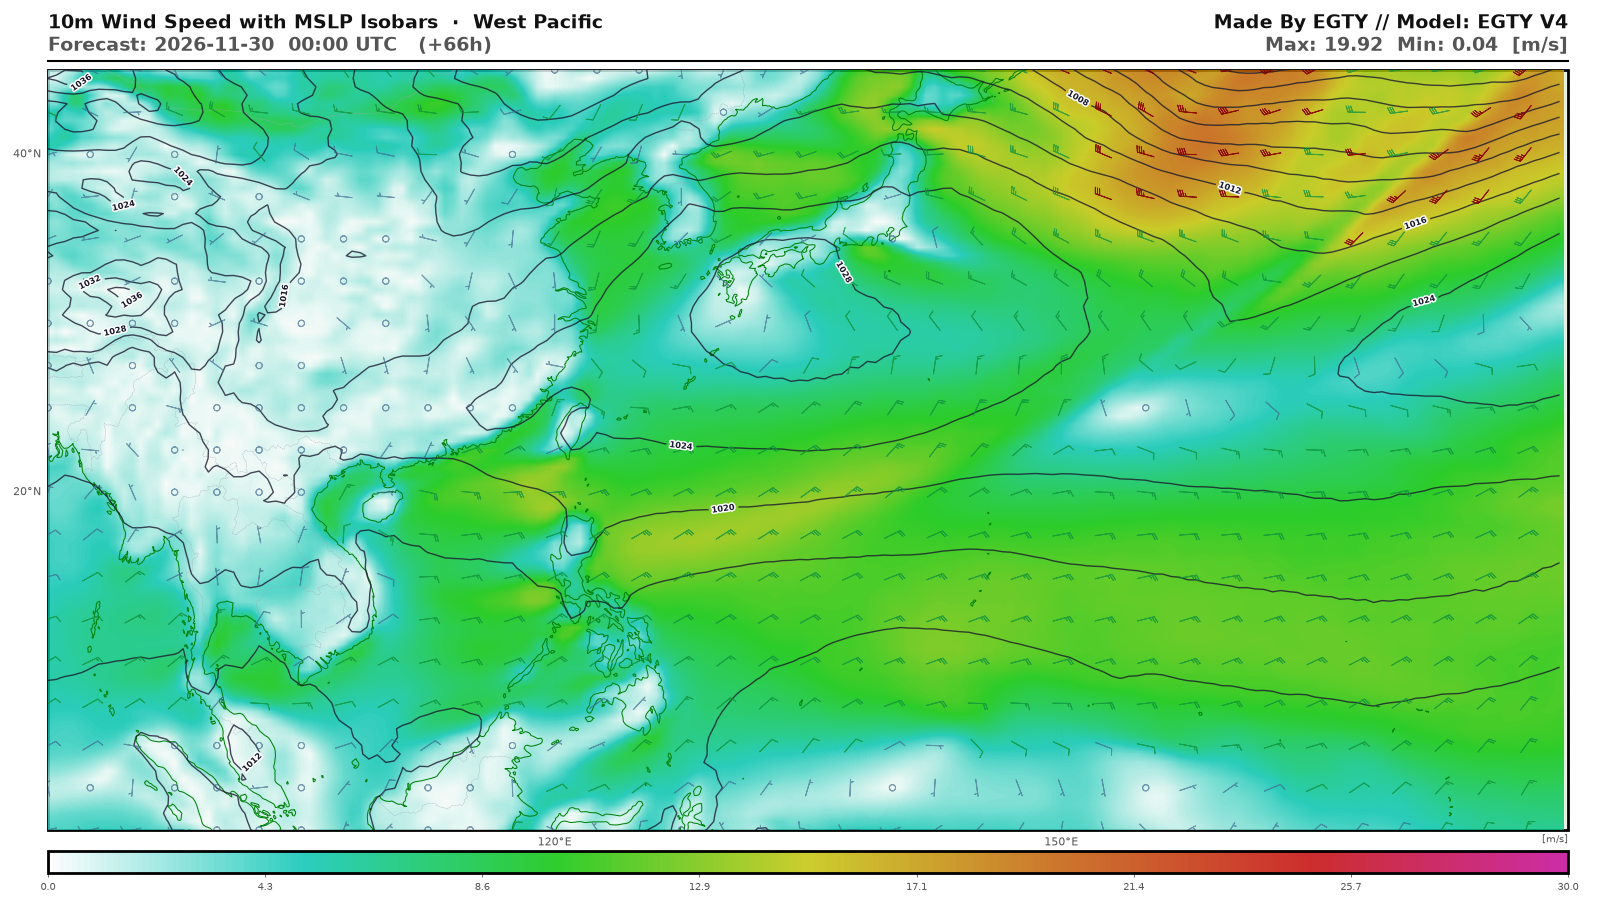 10m Wind Speed with MSLP Isobars · West Pacific
Made By EGTY // Model: EGTY V4
Forecast: 2026-11-30 00:00 UTC (+66h)
Max: 19.92 Min: 0.04 [m/s]
1036
1008
40°N
1024
1012
1024
1016
1028
1032
1036
1016
1024
1028
1024
20°N
1020
1012
120°E
150°E
[m/s]
0.0 4.3 8.6 12.9 17.1 21.4 25.7 30.0